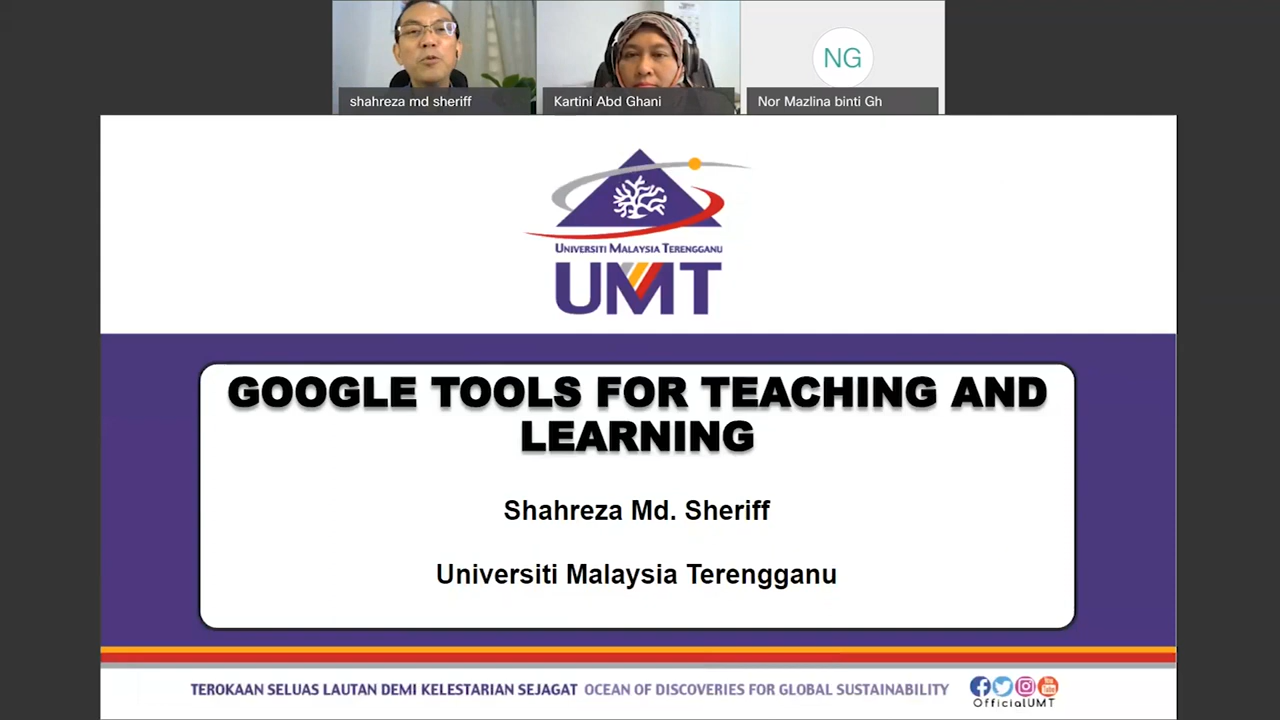 shahreza md sheriff
Kartini Abd Ghani
NG
Nor Mazlina binti Gh
UNIVERSITI MALAYSIA TERENGGANU
UMT
GOOGLE TOOLS FOR TEACHING AND
LEARNING
Shahreza Md. Sheriff
Universiti Malaysia Terengganu
TEROKAAN SELUAS LAUTAN DEMI KELESTARIAN SEJAGAT OCEAN OF DISCOVERIES FOR GLOBAL SUSTAINABILITY
OfficialUMT